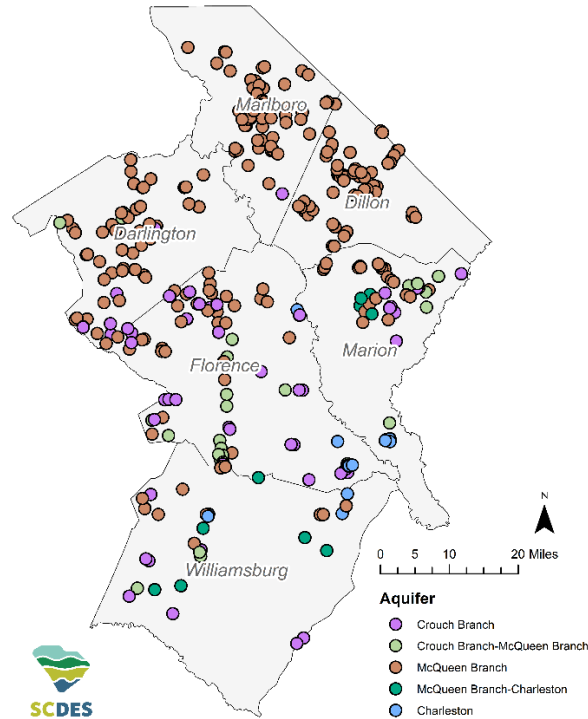 Marlboro
Dillon
Darlington
Florence
Marion
Williamsburg
N
0 5 10 20 Miles
Aquifer
Crouch Branch
Crouch Branch-McQueen Branch
McQueen Branch
McQueen Branch-Charleston
Charleston
SCDES